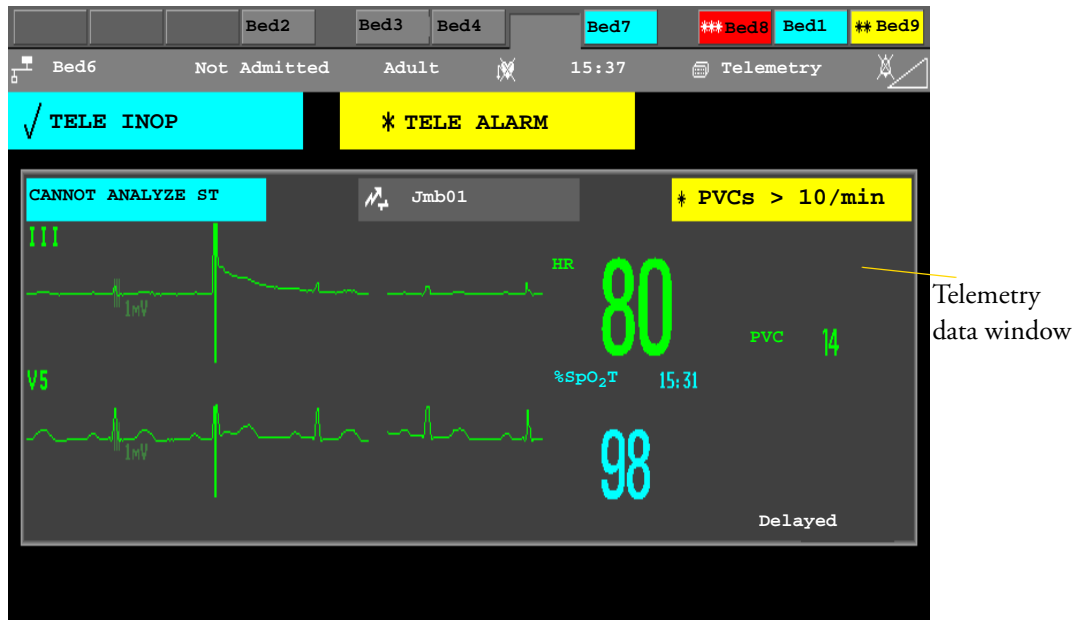 Bed2 Bed3 Bed4 Bed7 *** Bed8 Bed1 ** Bed9
Bed6 Not Admitted Adult 15:37 Telemetry
√ TELE INOP * TELE ALARM
CANNOT ANALYZE ST Jmb01 * PVCs > 10/min
III
HR 80
1mV
Telemetry
data window
PVC 14
V5
%SpO₂T 15:31
1mV
98
Delayed